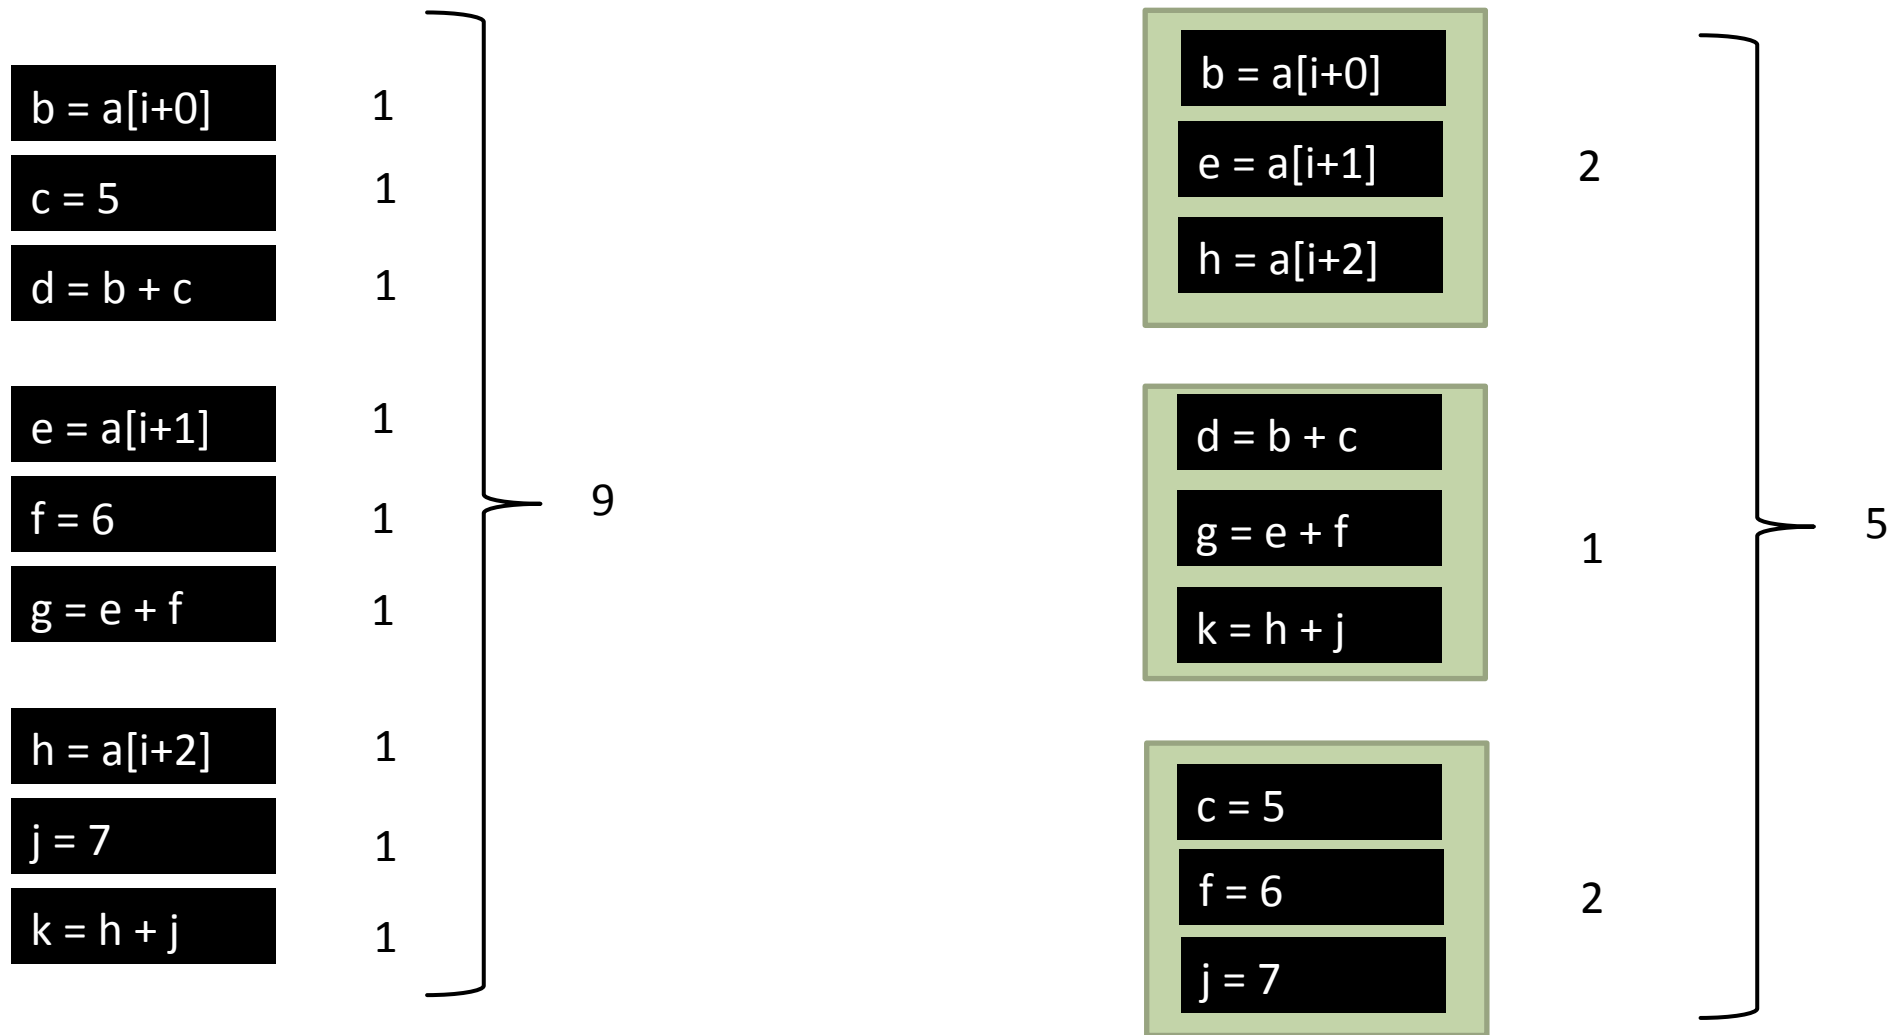 b = a[i+0]
1
c = 5
1
d = b + c
1
e = a[i+1]
1
f = 6
1
g = e + f
1
h = a[i+2]
1
j = 7
1
k = h + j
1
9
b = a[i+0]
e = a[i+1]
h = a[i+2]
2
d = b + c
g = e + f
k = h + j
1
c = 5
f = 6
j = 7
2
5